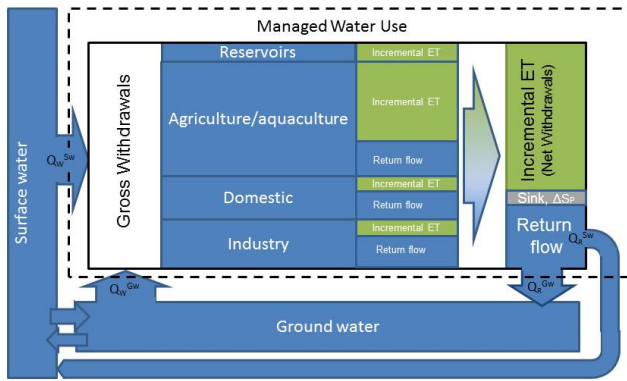 Managed Water Use
Surface water
Q_W^Sw
Gross Withdrawals
Reservoirs
Incremental ET
Agriculture/aquaculture
Incremental ET
Return flow
Domestic
Incremental ET
Return flow
Industry
Incremental ET
Return flow
Incremental ET
(Net Withdrawals)
Sink, ΔS_P
Return
flow
Q_R^Sw
Q_W^Gw
Q_R^Gw
Ground water